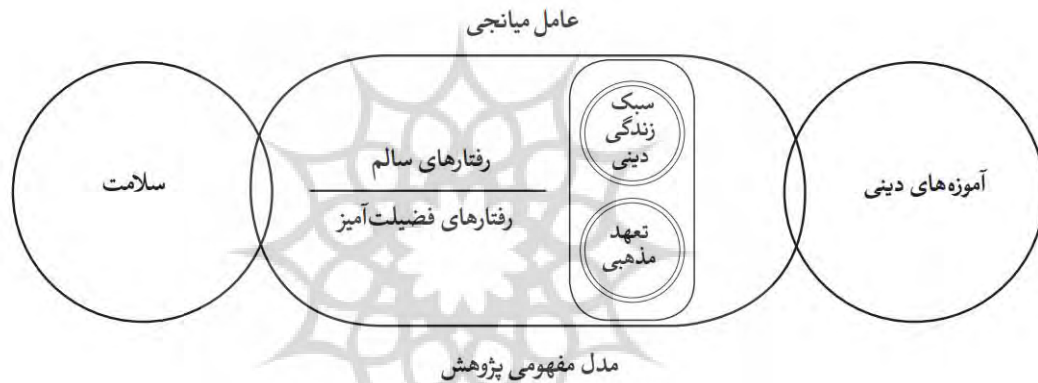 عامل میانجی
آموزه‌های دینی
سبک
زندگی
دینی
تعهد
مذهبی
رفتارهای سالم
رفتارهای فضیلت‌آمیز
سلامت
مدل مفهومی پژوهش